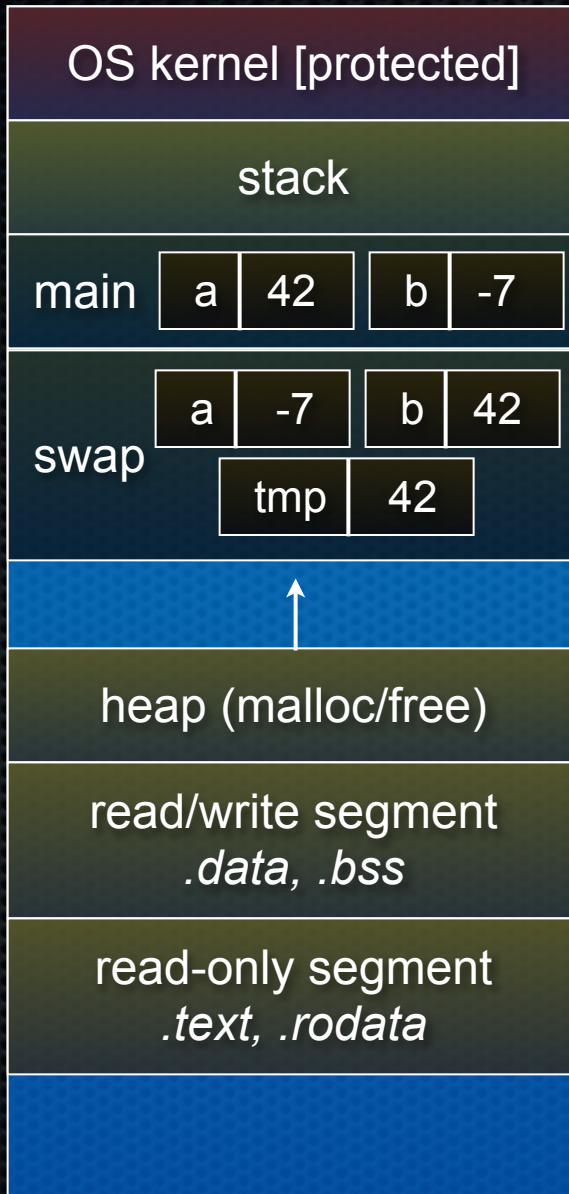 OS kernel [protected]
stack
main a 42 b -7
a -7 b 42
swap
tmp 42
heap (malloc/free)
read/write segment
.data, .bss
read-only segment
.text, .rodata